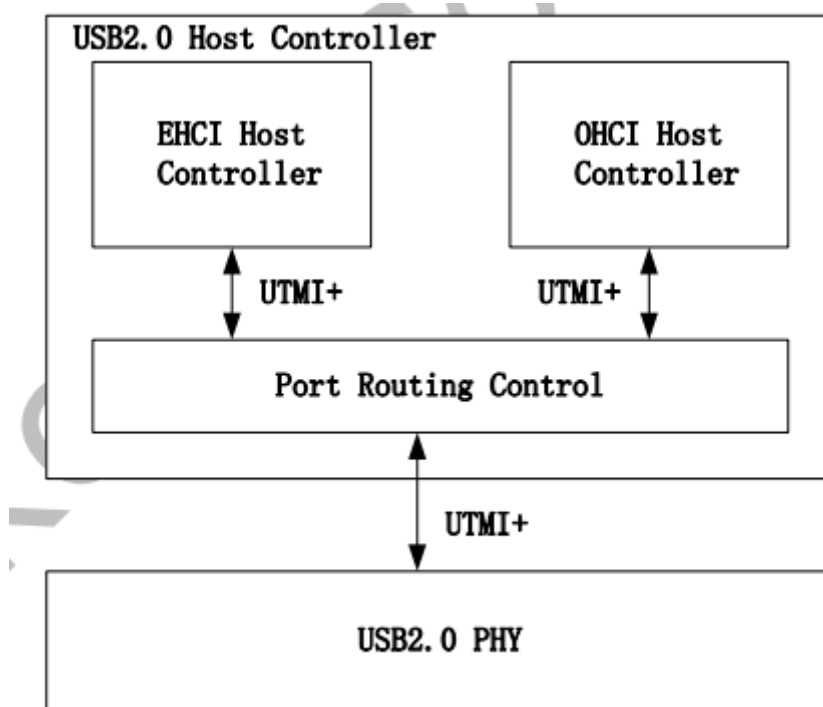 USB2.0 Host Controller
EHCI Host
Controller
OHCI Host
Controller
UTMI+
UTMI+
Port Routing Control
UTMI+
USB2.0 PHY